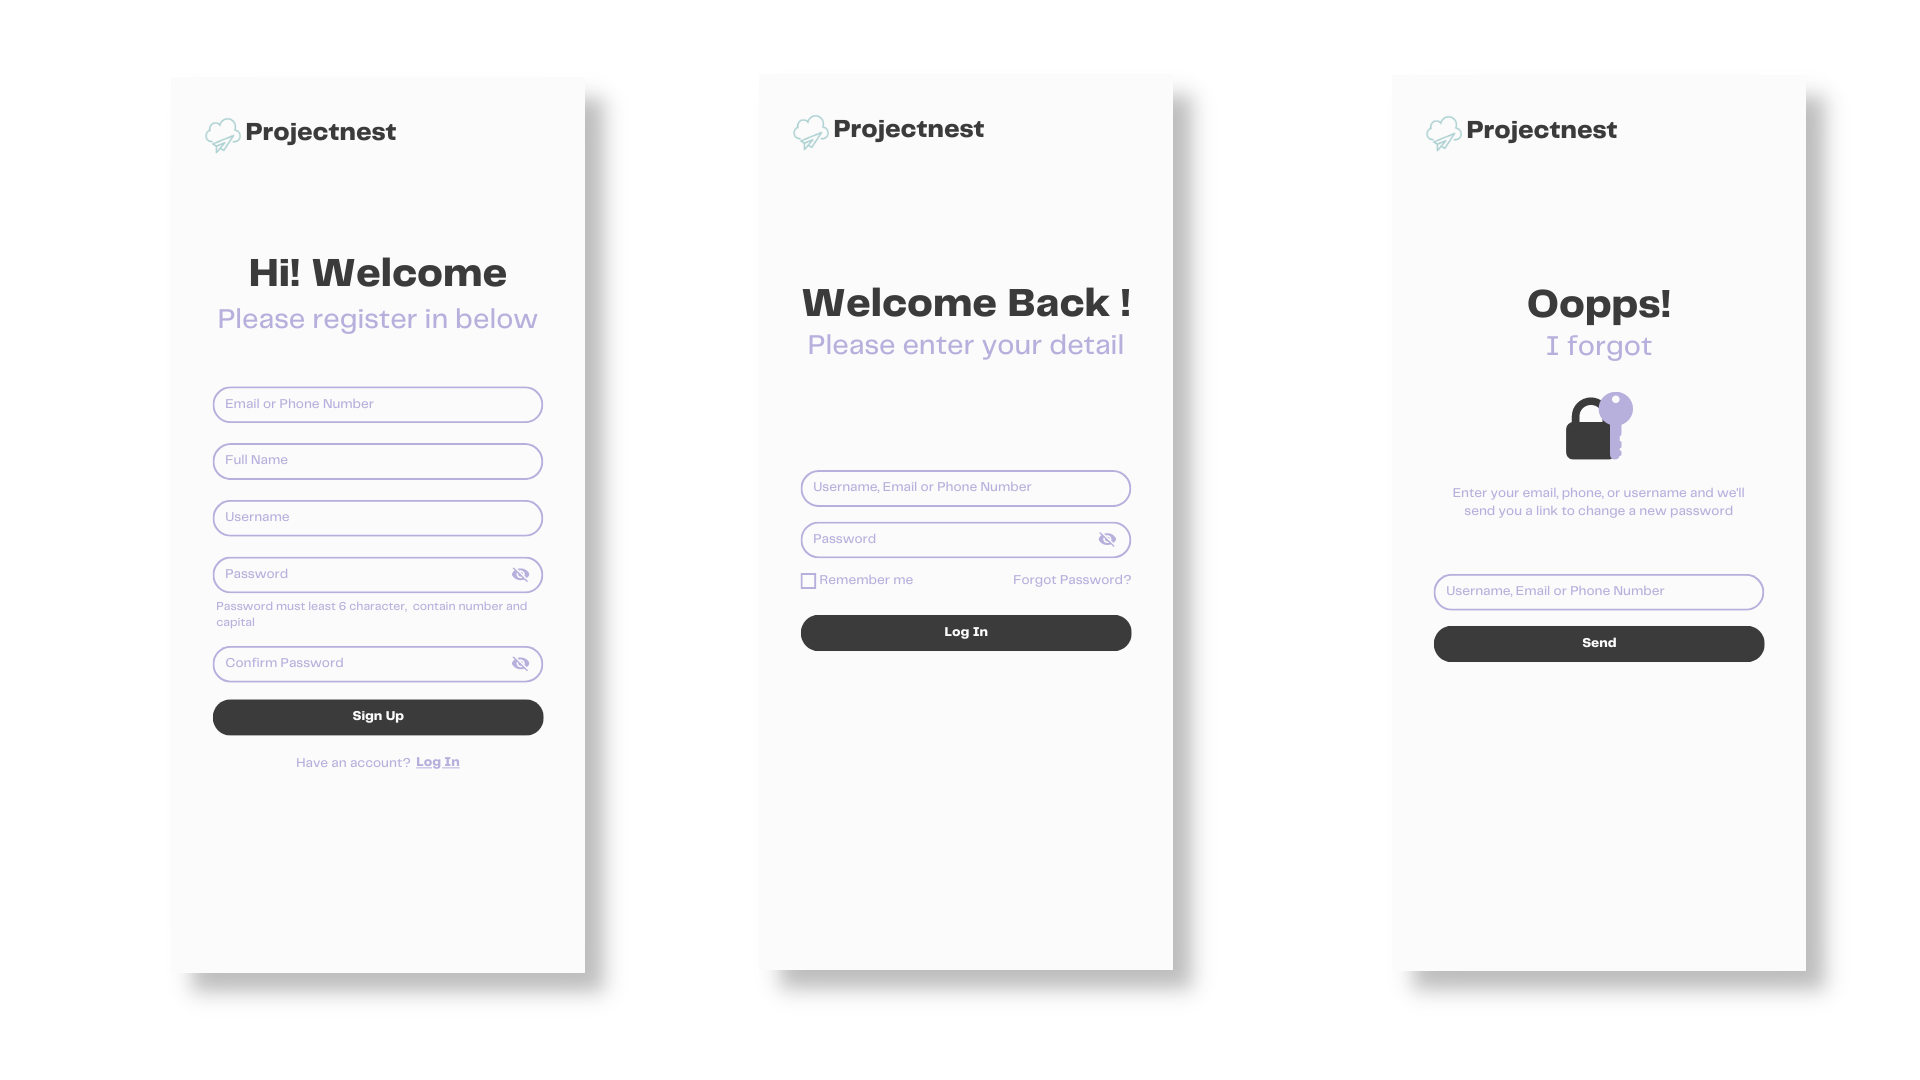 Projectnest
Hi! Welcome
Please register in below
Email or Phone Number
Full Name
Username
Password
Password must least 6 character,  contain number and
capital
Confirm Password
Sign Up
Have an account? Log In
Projectnest
Welcome Back !
Please enter your detail
Username, Email or Phone Number
Password
Remember me
Forgot Password?
Log In
Projectnest
Oopps!
I forgot
Enter your email, phone, or username and we'll
send you a link to change a new password
Username, Email or Phone Number
Send